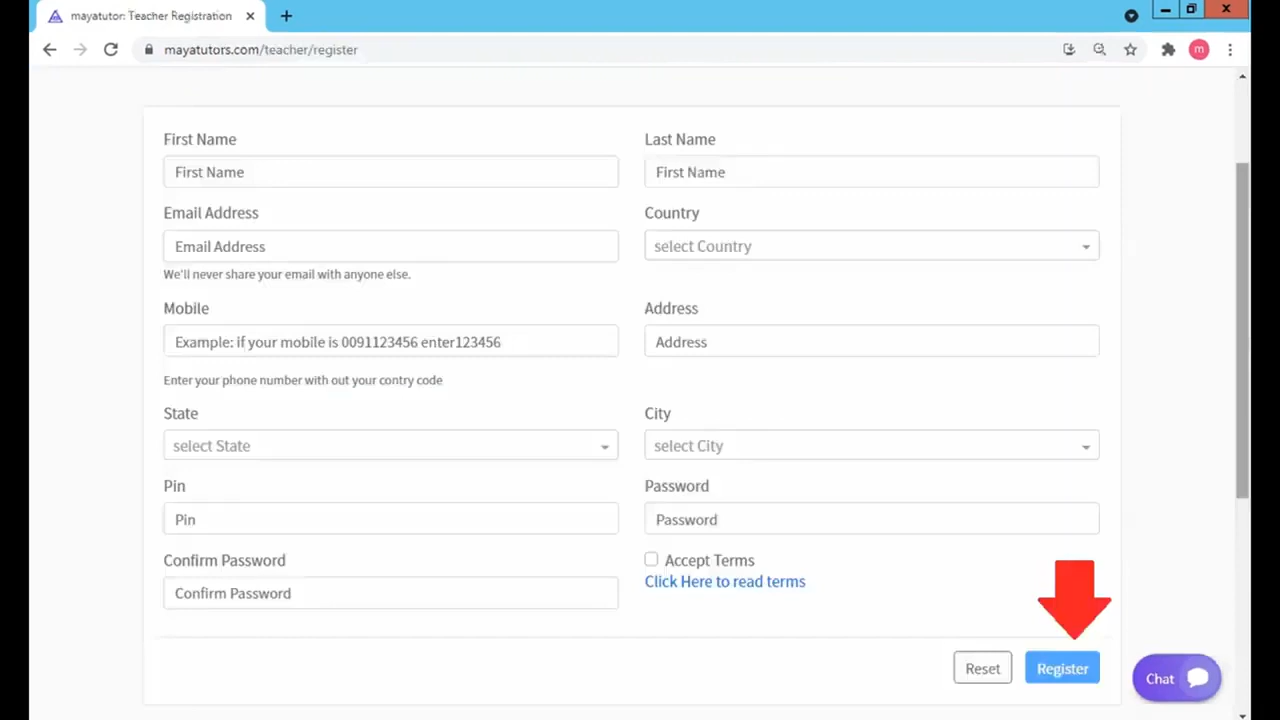 mayatutor: Teacher Registration
mayatutors.com/teacher/register
m
First Name
Last Name
First Name
First Name
Email Address
Country
Email Address
select Country
We'll never share your email with anyone else.
Mobile
Address
Example: if your mobile is 0091123456 enter123456
Address
Enter your phone number with out your contry code
State
City
select State
select City
Pin
Password
Pin
Password
Confirm Password
Accept Terms
Click Here to read terms
Confirm Password
Reset
Register
Chat